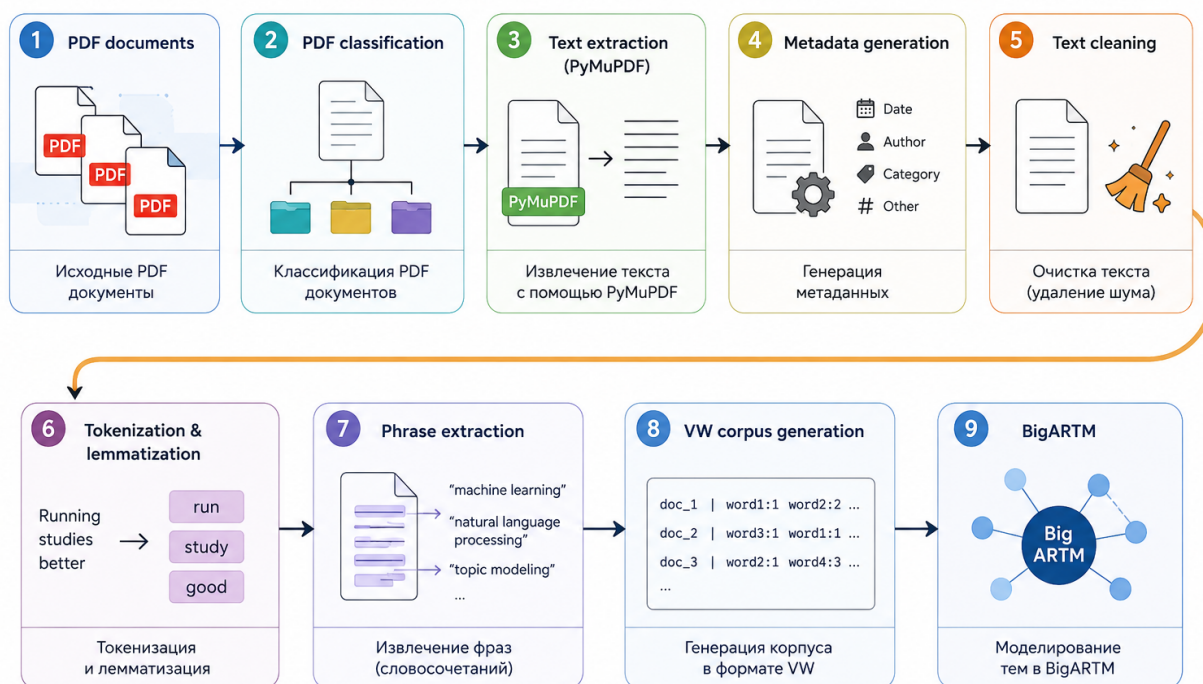 1 PDF documents
PDF
PDF
PDF
Исходные PDF
документы
2 PDF classification
Классификация PDF
документов
3 Text extraction
(PyMuPDF)
PyMuPDF
Извлечение текста
с помощью PyMuPDF
4 Metadata generation
Date
Author
Category
# Other
Генерация
метаданных
5 Text cleaning
Очистка текста
(удаление шума)
6 Tokenization &
lemmatization
Running
studies
better
run
study
good
Токенизация
и лемматизация
7 Phrase extraction
“machine learning”
“natural language
processing”
“topic modeling”
...
Извлечение фраз
(словосочетаний)
8 VW corpus generation
doc_1 | word1:1 word2:2 ...
doc_2 | word3:1 word1:1 ...
doc_3 | word2:1 word4:3 ...
...
Генерация корпуса
в формате VW
9 BigARTM
Big
ARTM
Моделирование
тем в BigARTM